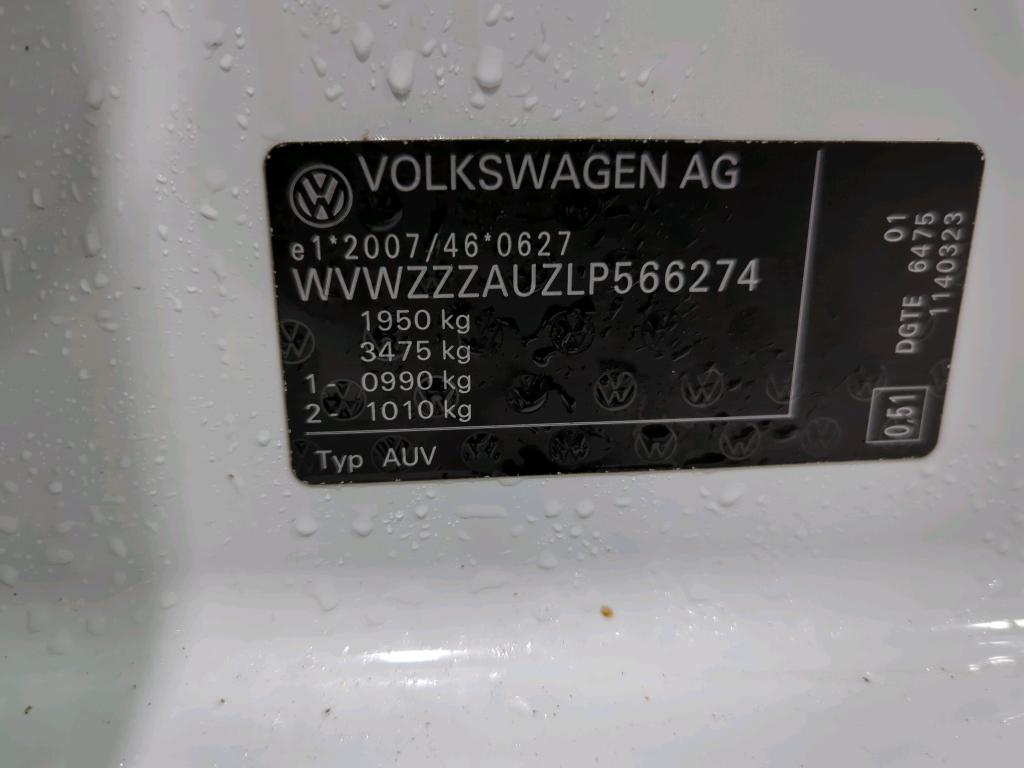 VOLKSWAGEN AG
e1*2007/46*0627
WVWZZZAUZLP566274
1950 kg
3475 kg
1- 0990 kg
2- 1010 kg
Typ AUV
01
DGTE 6475
1140323
0,51